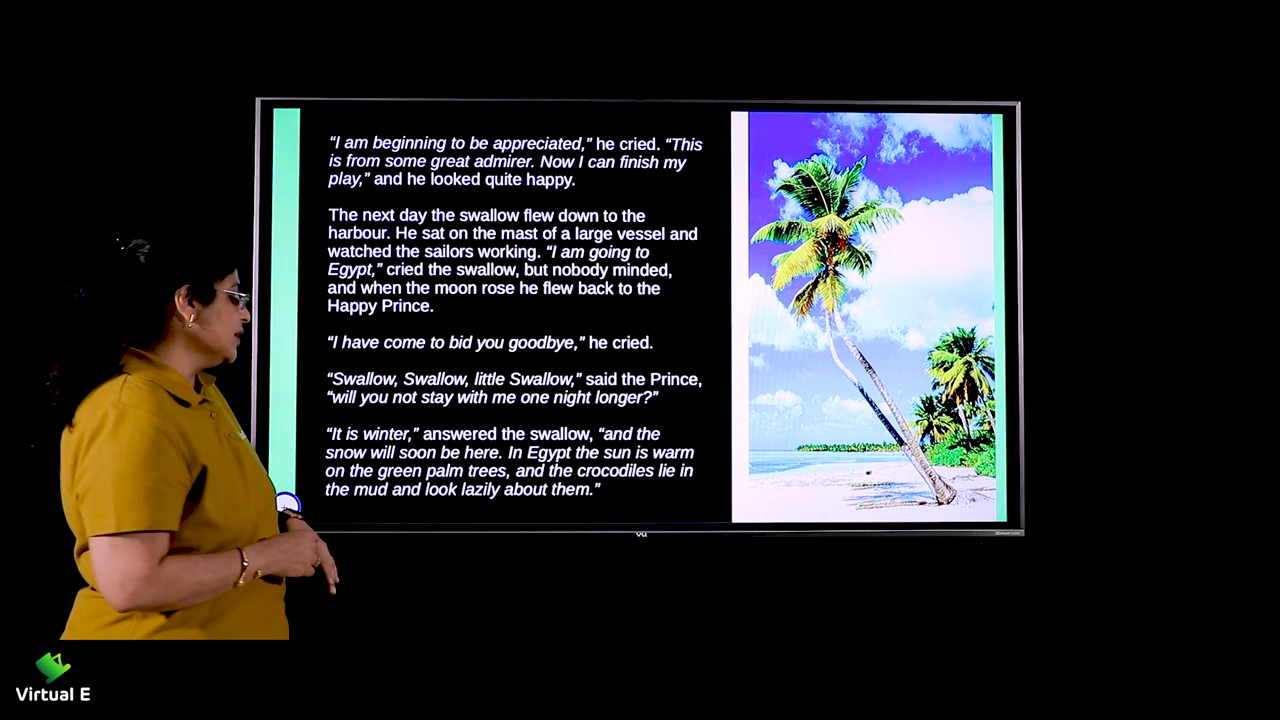 “I am beginning to be appreciated,” he cried. “This
is from some great admirer. Now I can finish my
play,” and he looked quite happy.
The next day the swallow flew down to the
harbour. He sat on the mast of a large vessel and
watched the sailors working. “I am going to
Egypt,” cried the swallow, but nobody minded,
and when the moon rose he flew back to the
Happy Prince.
“I have come to bid you goodbye,” he cried.
“Swallow, Swallow, little Swallow,” said the Prince,
“will you not stay with me one night longer?”
“It is winter,” answered the swallow, “and the
snow will soon be here. In Egypt the sun is warm
on the green palm trees, and the crocodiles lie in
the mud and look lazily about them.”
Virtual E